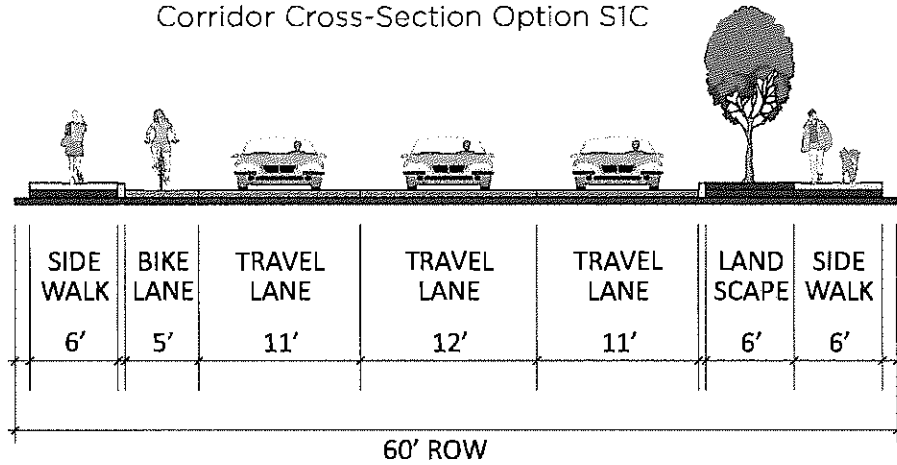 Corridor Cross-Section Option S1C
SIDE BIKE TRAVEL TRAVEL TRAVEL LAND SIDE
WALK LANE LANE LANE LANE SCAPE WALK
6' 5' 11' 12' 11' 6' 6'
60' ROW